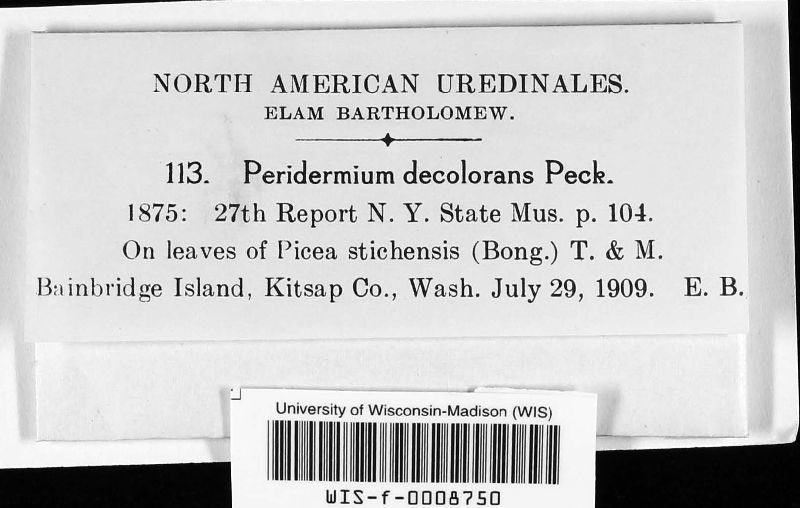 NORTH AMERICAN UREDINALES.
ELAM BARTHOLOMEW.
113. Peridermium decolorans Peck.
1875: 27th Report N. Y. State Mus. p. 104.
On leaves of Picea stichensis (Bong.) T. & M.
Bainbridge Island, Kitsap Co., Wash. July 29, 1909. E. B.
University of Wisconsin-Madison (WIS)
WIS-f-0008750